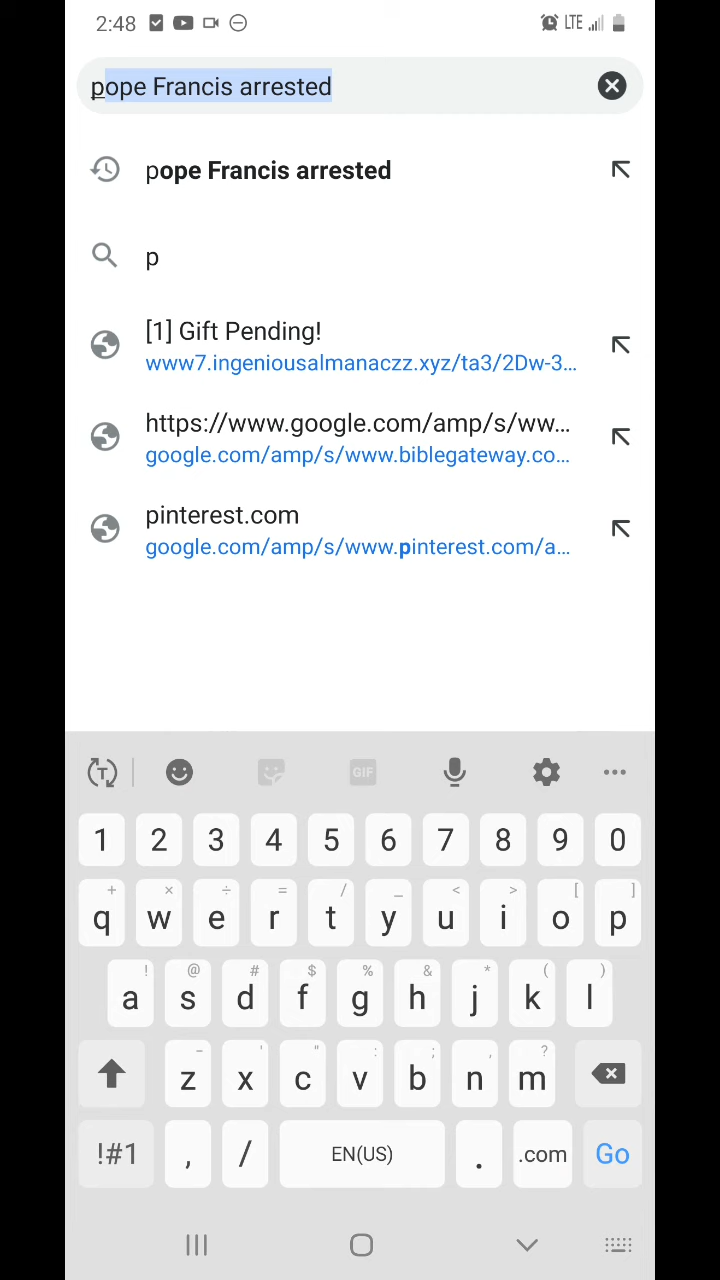 2:48 LTE
pope Francis arrested
pope Francis arrested
p
[1] Gift Pending!
www7.ingeniousalmanaczz.xyz/ta3/2Dw-3...
https://www.google.com/amp/s/ww...
google.com/amp/s/www.biblegateway.co...
pinterest.com
google.com/amp/s/www.pinterest.com/a...
T GIF
1 2 3 4 5 6 7 8 9 0
+ × ÷ = / _ < > [ ]
q w e r t y u i o p
! @ # $ % & * ( )
a s d f g h j k l
- ' " : ; , ?
z x c v b n m
!#1 , / EN(US) . .com Go